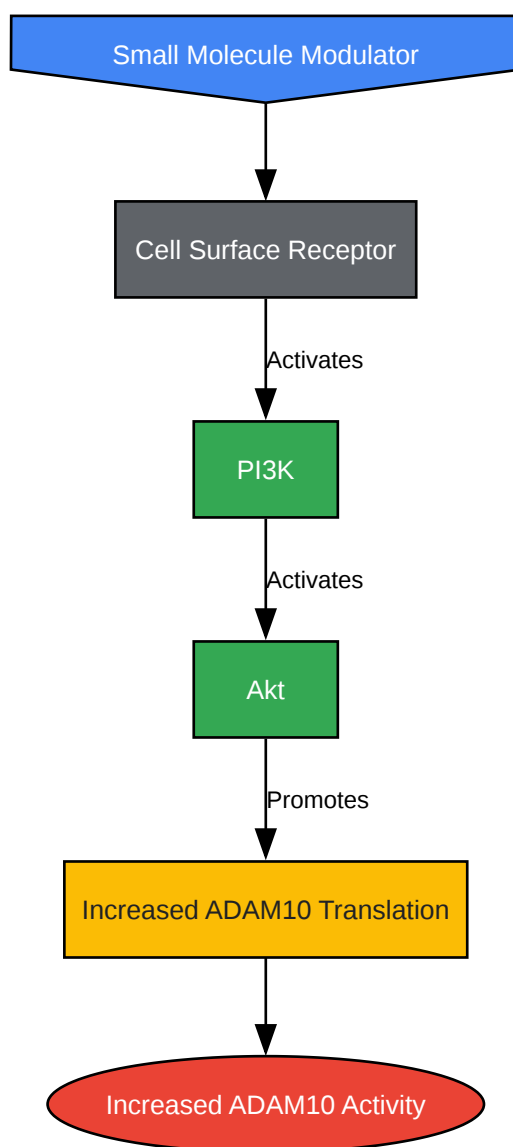 Small Molecule Modulator
Cell Surface Receptor
Activates
PI3K
Activates
Akt
Promotes
Increased ADAM10 Translation
Increased ADAM10 Activity